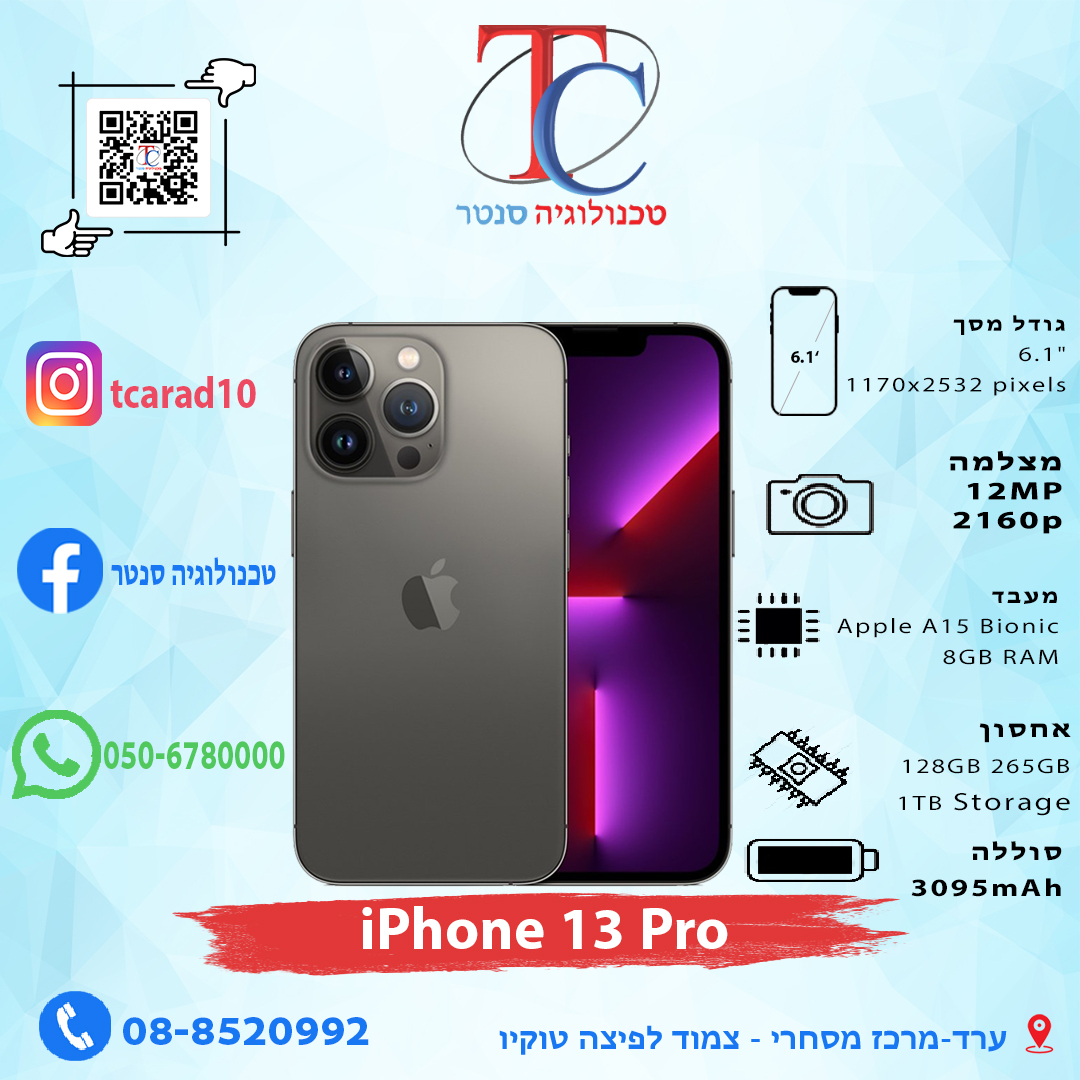 TC
טכנולוגיה סנטר
tcarad10
טכנולוגיה סנטר
050-6780000
6.1‘
גודל מסך
6.1"
1170x2532 pixels
מצלמה
12MP
2160p
מעבד
Apple A15 Bionic
8GB RAM
אחסון
128GB 265GB
1TB Storage
סוללה
3095mAh
iPhone 13 Pro
08-8520992
ערד-מרכז מסחרי - צמוד לפיצה טוקיו